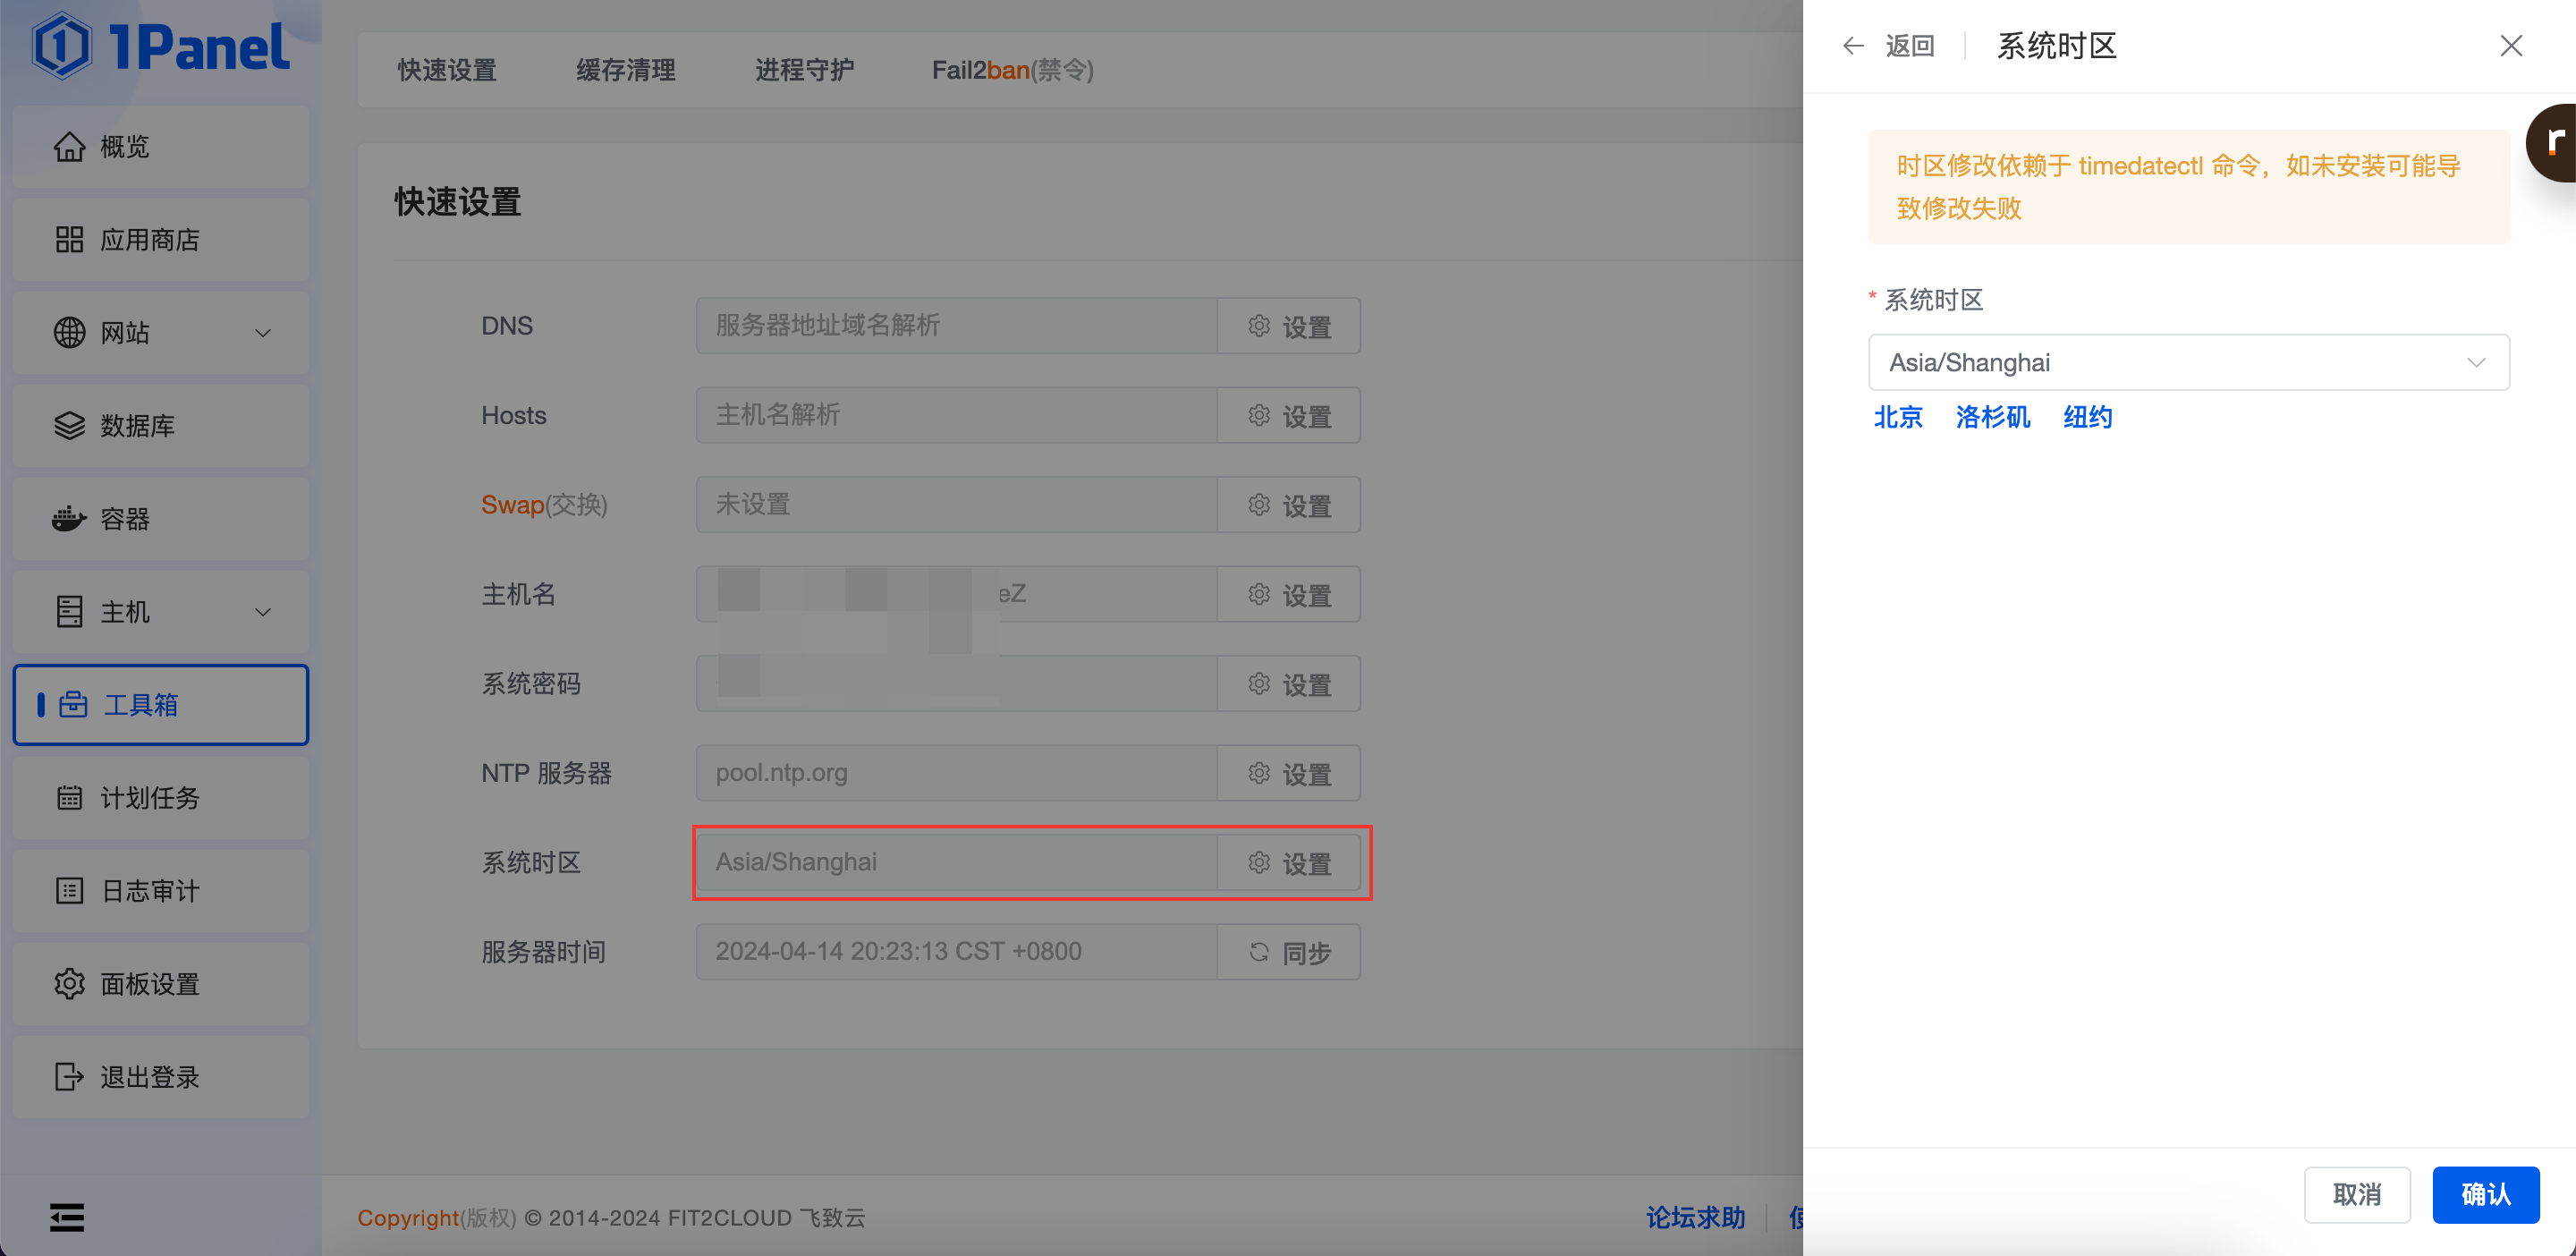 1Panel
概览
应用商店
网站
数据库
容器
主机
工具箱
计划任务
日志审计
面板设置
退出登录
快速设置 缓存清理 进程守护 Fail2ban(禁令)
快速设置
DNS 服务器地址域名解析 设置
Hosts 主机名解析 设置
Swap(交换) 未设置 设置
主机名 eZ 设置
系统密码 设置
NTP 服务器 pool.ntp.org 设置
系统时区 Asia/Shanghai 设置
服务器时间 2024-04-14 20:23:13 CST +0800 同步
Copyright(版权) © 2014-2024 FIT2CLOUD 飞致云
论坛求助
返回 系统时区
时区修改依赖于 timedatectl 命令，如未安装可能导
致修改失败
* 系统时区
Asia/Shanghai
北京 洛杉矶 纽约
取消 确认
r